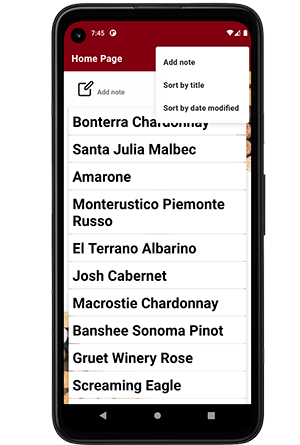 7:45
Home Page
Add note
Sort by title
Sort by date modified
Add note
Bonterra Chardonnay
Santa Julia Malbec
Amarone
Monterustico Piemonte
Russo
El Terrano Albarino
Josh Cabernet
Macrostie Chardonnay
Banshee Sonoma Pinot
Gruet Winery Rose
Screaming Eagle